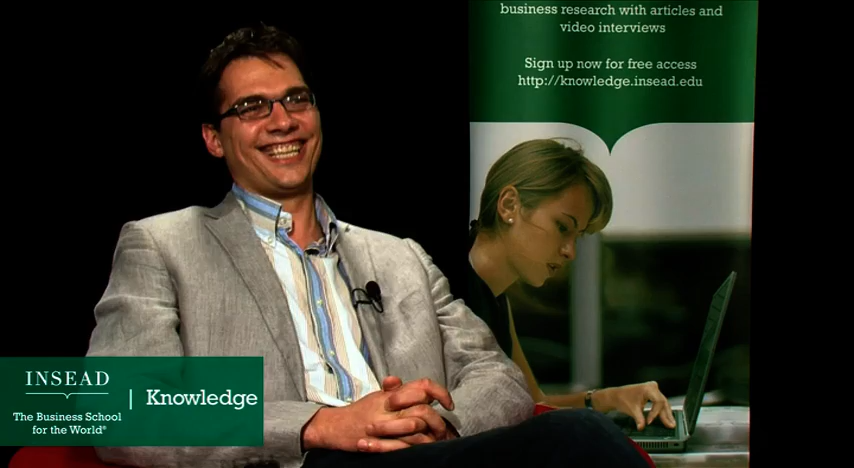 business research with articles and
video interviews
Sign up now for free access
http://knowledge.insead.edu
INSEAD
The Business School
for the World®
| Knowledge